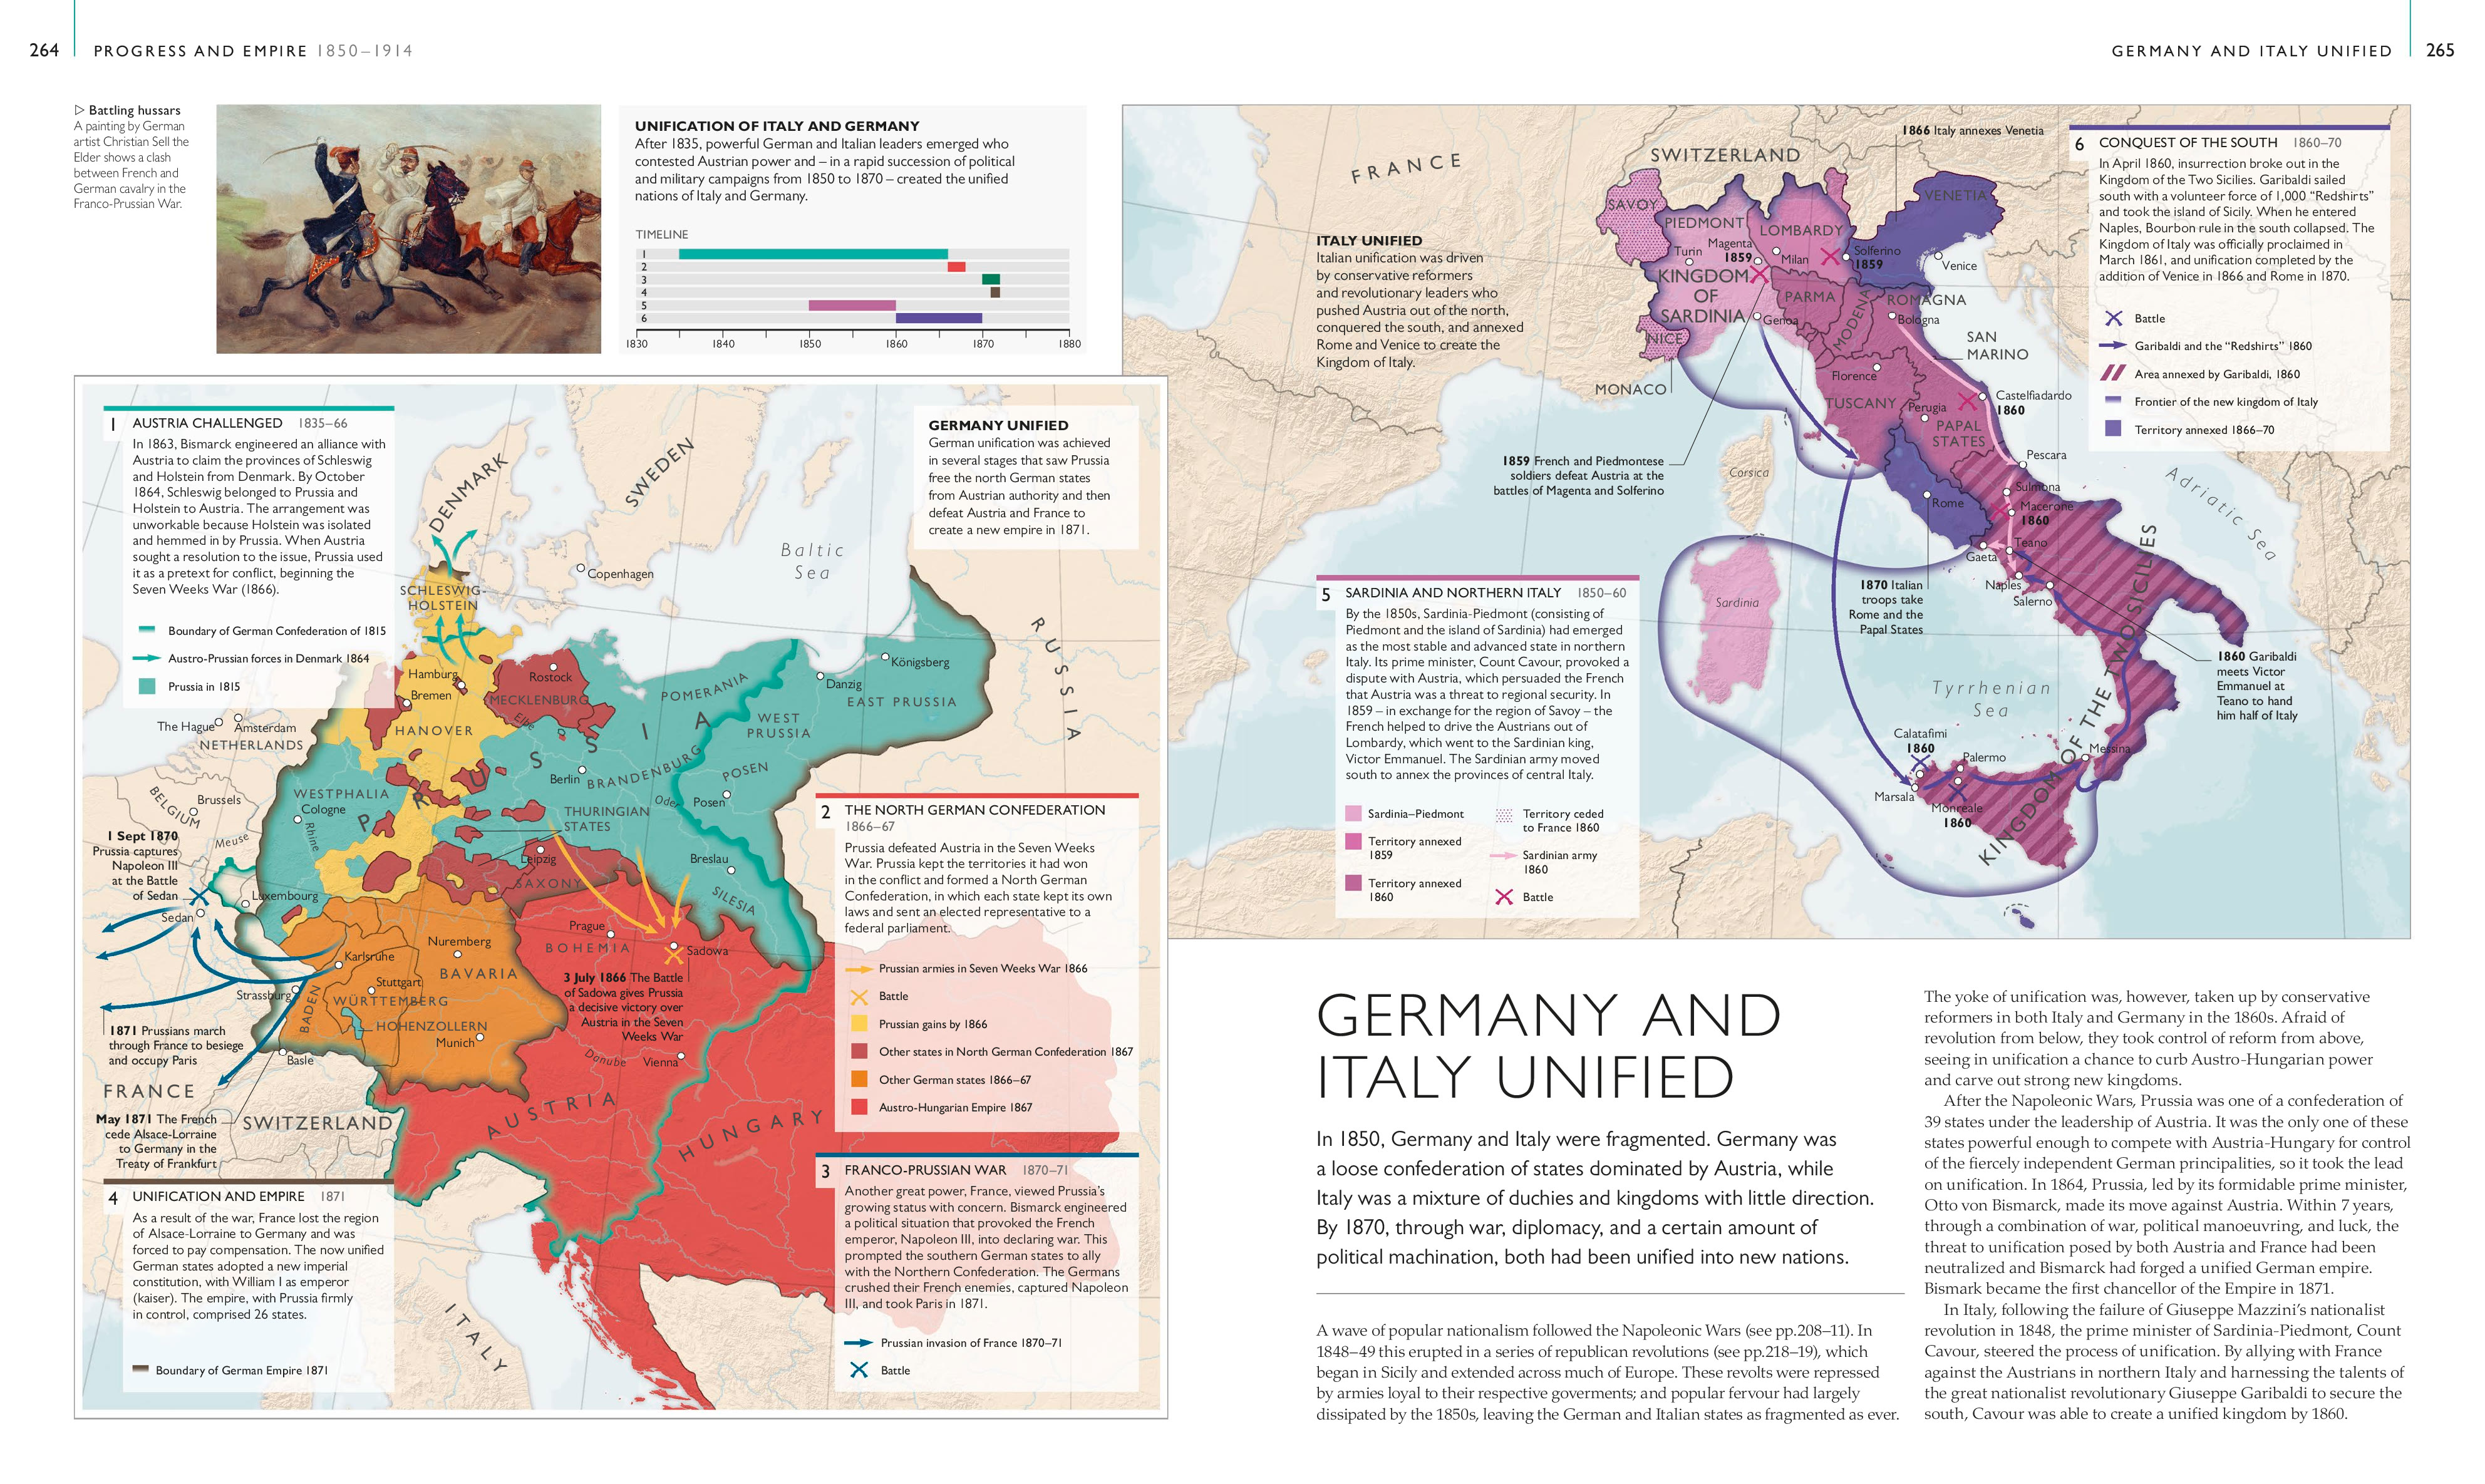 264
PROGRESS AND EMPIRE 1850–1914
GERMANY AND ITALY UNIFIED
265
▷ Battling hussars
A painting by German
artist Christian Sell the
Elder shows a clash
between French and
German cavalry in the
Franco-Prussian War.
UNIFICATION OF ITALY AND GERMANY
After 1835, powerful German and Italian leaders emerged who
contested Austrian power and – in a rapid succession of political
and military campaigns from 1850 to 1870 – created the unified
nations of Italy and Germany.
TIMELINE
1
2
3
4
5
6
1830 1840 1850 1860 1870 1880
1 AUSTRIA CHALLENGED 1835–66
In 1863, Bismarck engineered an alliance with
Austria to claim the provinces of Schleswig
and Holstein from Denmark. By October
1864, Schleswig belonged to Prussia and
Holstein to Austria. The arrangement was
unworkable because Holstein was isolated
and hemmed in by Prussia. When Austria
sought a resolution to the issue, Prussia used
it as a pretext for conflict, beginning the
Seven Weeks War (1866).
Boundary of German Confederation of 1815
Austro-Prussian forces in Denmark 1864
Prussia in 1815
GERMANY UNIFIED
German unification was achieved
in several stages that saw Prussia
free the north German states
from Austrian authority and then
defeat Austria and France to
create a new empire in 1871.
DENMARK
SWEDEN
Baltic
Sea
Copenhagen
SCHLESWIG-
HOLSTEIN
RUSSIA
Königsberg
Danzig
EAST PRUSSIA
Rostock
MECKLENBURG
Hamburg
Bremen
POMERANIA
WEST
PRUSSIA
Elbe
HANOVER
The Hague
Amsterdam
NETHERLANDS
PRUSSIA
Berlin
BRANDENBURG
POSEN
Posen
Oder
WESTPHALIA
Cologne
Rhine
BELGIUM
Brussels
Meuse
THURINGIAN
STATES
Leipzig
SAXONY
Breslau
SILESIA
1 Sept 1870
Prussia captures
Napoleon III
at the Battle
of Sedan
Sedan
Luxembourg
Prague
BOHEMIA
Sadowa
3 July 1866 The Battle
of Sadowa gives Prussia
a decisive victory over
Austria in the Seven
Weeks War
Nuremberg
BAVARIA
Karlsruhe
Stuttgart
WÜRTTEMBERG
Strassburg
BADEN
HOHENZOLLERN
Munich
Basle
Danube
Vienna
1871 Prussians march
through France to besiege
and occupy Paris
FRANCE
May 1871 The French
cede Alsace-Lorraine
to Germany in the
Treaty of Frankfurt
SWITZERLAND
AUSTRIA
HUNGARY
ITALY
2 THE NORTH GERMAN CONFEDERATION
1866–67
Prussia defeated Austria in the Seven Weeks
War. Prussia kept the territories it had won
in the conflict and formed a North German
Confederation, in which each state kept its own
laws and sent an elected representative to a
federal parliament.
Prussian armies in Seven Weeks War 1866
Battle
Prussian gains by 1866
Other states in North German Confederation 1867
Other German states 1866–67
Austro-Hungarian Empire 1867
3 FRANCO-PRUSSIAN WAR 1870–71
Another great power, France, viewed Prussia's
growing status with concern. Bismarck engineered
a political situation that provoked the French
emperor, Napoleon III, into declaring war. This
prompted the southern German states to ally
with the Northern Confederation. The Germans
crushed their French enemies, captured Napoleon
III, and took Paris in 1871.
Prussian invasion of France 1870–71
Battle
4 UNIFICATION AND EMPIRE 1871
As a result of the war, France lost the region
of Alsace-Lorraine to Germany and was
forced to pay compensation. The now unified
German states adopted a new imperial
constitution, with William I as emperor
(kaiser). The empire, with Prussia firmly
in control, comprised 26 states.
Boundary of German Empire 1871
FRANCE
SWITZERLAND
1866 Italy annexes Venetia
SAVOY
PIEDMONT
LOMBARDY
VENETIA
Turin
Magenta
1859
Milan
Solferino
1859
Venice
KINGDOM
OF
SARDINIA
PARMA
MODENA
ROMAGNA
Genoa
Bologna
NICE
SAN
MARINO
MONACO
Florence
TUSCANY
Perugia
Castelfiadardo
1860
PAPAL
STATES
Pescara
Corsica
Sulmona
Rome
Macerone
1860
Teano
Gaeta
Naples
Salerno
Adriatic Sea
Sardinia
Tyrrhenian
Sea
KINGDOM OF THE TWO SICILIES
Calatafimi
1860
Palermo
Messina
Marsala
Monreale
1860
ITALY UNIFIED
Italian unification was driven
by conservative reformers
and revolutionary leaders who
pushed Austria out of the north,
conquered the south, and annexed
Rome and Venice to create the
Kingdom of Italy.
1859 French and Piedmontese
soldiers defeat Austria at the
battles of Magenta and Solferino
1870 Italian
troops take
Rome and the
Papal States
1860 Garibaldi
meets Victor
Emmanuel at
Teano to hand
him half of Italy
5 SARDINIA AND NORTHERN ITALY 1850–60
By the 1850s, Sardinia-Piedmont (consisting of
Piedmont and the island of Sardinia) had emerged
as the most stable and advanced state in northern
Italy. Its prime minister, Count Cavour, provoked a
dispute with Austria, which persuaded the French
that Austria was a threat to regional security. In
1859 – in exchange for the region of Savoy – the
French helped to drive the Austrians out of
Lombardy, which went to the Sardinian king,
Victor Emmanuel. The Sardinian army moved
south to annex the provinces of central Italy.
Sardinia–Piedmont
Territory annexed
1859
Territory annexed
1860
Territory ceded
to France 1860
Sardinian army
1860
Battle
6 CONQUEST OF THE SOUTH 1860–70
In April 1860, insurrection broke out in the
Kingdom of the Two Sicilies. Garibaldi sailed
south with a volunteer force of 1,000 “Redshirts”
and took the island of Sicily. When he entered
Naples, Bourbon rule in the south collapsed. The
Kingdom of Italy was officially proclaimed in
March 1861, and unification completed by the
addition of Venice in 1866 and Rome in 1870.
Battle
Garibaldi and the “Redshirts” 1860
Area annexed by Garibaldi, 1860
Frontier of the new kingdom of Italy
Territory annexed 1866–70
GERMANY AND
ITALY UNIFIED
In 1850, Germany and Italy were fragmented. Germany was
a loose confederation of states dominated by Austria, while
Italy was a mixture of duchies and kingdoms with little direction.
By 1870, through war, diplomacy, and a certain amount of
political machination, both had been unified into new nations.
A wave of popular nationalism followed the Napoleonic Wars (see pp.208–11). In
1848–49 this erupted in a series of republican revolutions (see pp.218–19), which
began in Sicily and extended across much of Europe. These revolts were repressed
by armies loyal to their respective goverments; and popular fervour had largely
dissipated by the 1850s, leaving the German and Italian states as fragmented as ever.
The yoke of unification was, however, taken up by conservative
reformers in both Italy and Germany in the 1860s. Afraid of
revolution from below, they took control of reform from above,
seeing in unification a chance to curb Austro-Hungarian power
and carve out strong new kingdoms.
After the Napoleonic Wars, Prussia was one of a confederation of
39 states under the leadership of Austria. It was the only one of these
states powerful enough to compete with Austria-Hungary for control
of the fiercely independent German principalities, so it took the lead
on unification. In 1864, Prussia, led by its formidable prime minister,
Otto von Bismarck, made its move against Austria. Within 7 years,
through a combination of war, political manoeuvring, and luck, the
threat to unification posed by both Austria and France had been
neutralized and Bismarck had forged a unified German empire.
Bismark became the first chancellor of the Empire in 1871.
In Italy, following the failure of Giuseppe Mazzini's nationalist
revolution in 1848, the prime minister of Sardinia-Piedmont, Count
Cavour, steered the process of unification. By allying with France
against the Austrians in northern Italy and harnessing the talents of
the great nationalist revolutionary Giuseppe Garibaldi to secure the
south, Cavour was able to create a unified kingdom by 1860.